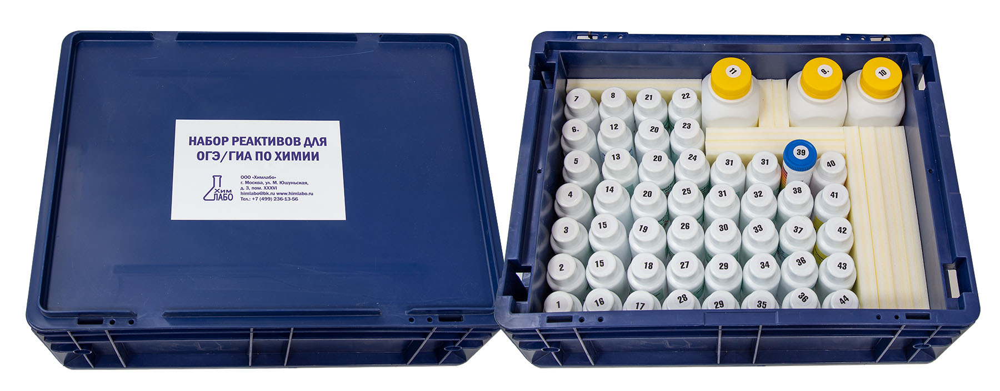 НАБОР РЕАКТИВОВ ДЛЯ
ОГЭ/ГИА ПО ХИМИИ
Хим
ЛАБО
ООО «Химлабо»
г. Москва, ул. М. Юшуньская,
д. 3, пом. XXXVI
himlabo@bk.ru www.himlabo.ru
Тел.: +7 (499) 236-13-56
11 9. 10
7 8 21 22
6. 12 20 23
5 13 20 24 31 31 39 40
4 14 20 25 31 32 38 41
3 15 19 26 30 33 37 42
2 15 18 27 29 34 36 43
1 16 17 28 29 35 36 44